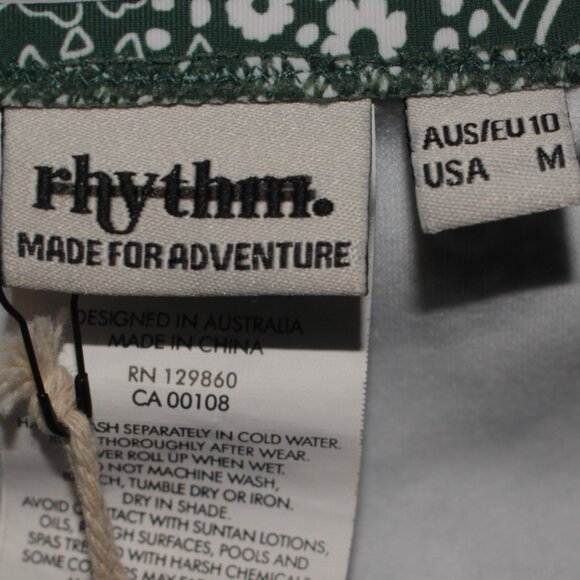 rhythm.
MADE FOR ADVENTURE
AUS/EU 10
USA M
DESIGNED IN AUSTRALIA
MADE IN CHINA
RN 129860
CA 00108
SEPARATELY IN COLD WATER.
THOROUGHLY AFTER WEAR.
ROLL UP WHEN WET.
NOT MACHINE WASH,
TUMBLE DRY OR IRON.
DRY IN SHADE.
AVOID CONTACT WITH SUNTAN LOTIONS,
OILS, SURFACES, POOLS AND
SPAS WITH HARSH CHEMICALS
SOME MAY